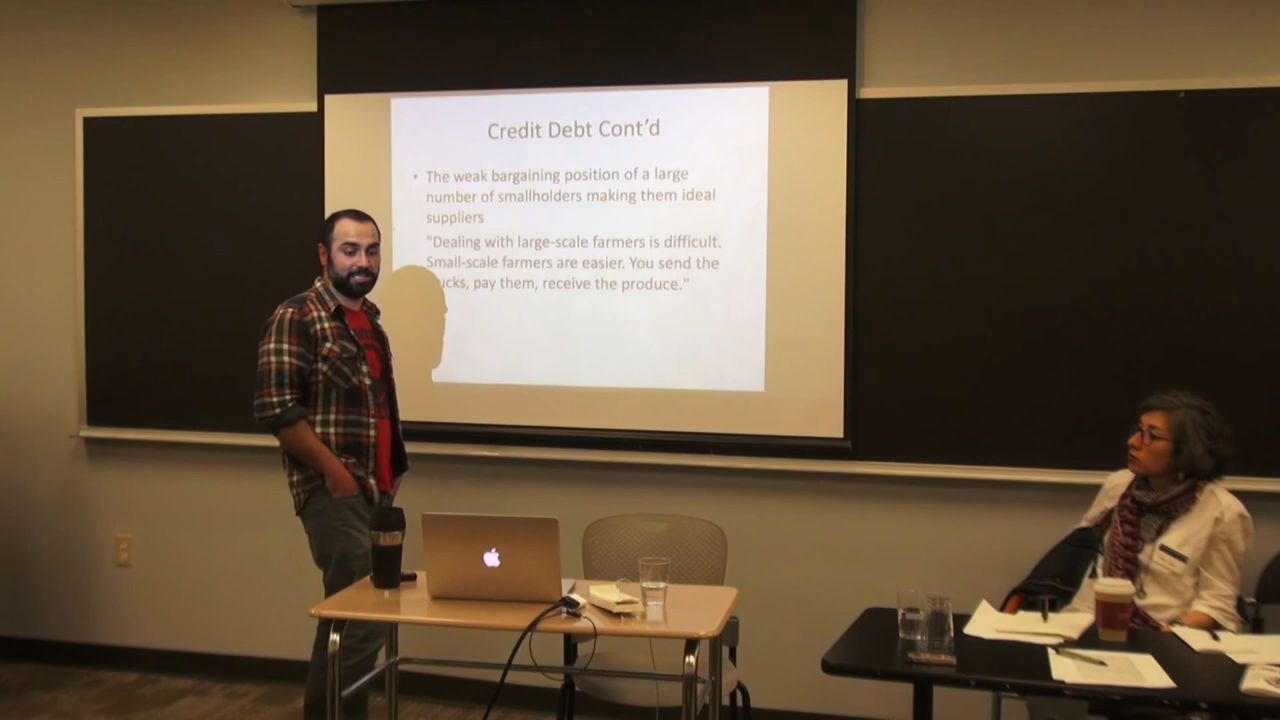 Credit Debt Cont'd
• The weak bargaining position of a large
number of smallholders making them ideal
suppliers
"Dealing with large-scale farmers is difficult.
Small-scale farmers are easier. You send the
pay them, receive the produce."